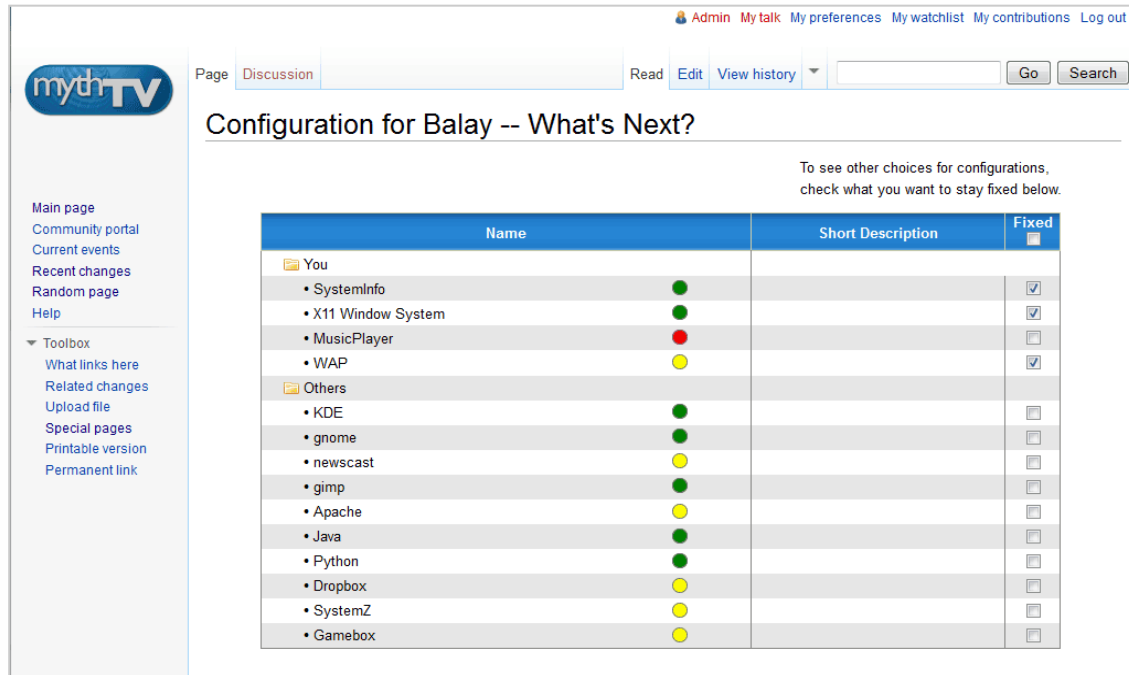 Admin My talk My preferences My watchlist My contributions Log out
mythTV
Page Discussion Read Edit View history Go Search
Configuration for Balay -- What's Next?
To see other choices for configurations,
check what you want to stay fixed below.
Main page
Community portal
Current events
Recent changes
Random page
Help
Toolbox
What links here
Related changes
Upload file
Special pages
Printable version
Permanent link
Name Short Description Fixed
You
• SystemInfo
• X11 Window System
• MusicPlayer
• WAP
Others
• KDE
• gnome
• newscast
• gimp
• Apache
• Java
• Python
• Dropbox
• SystemZ
• Gamebox